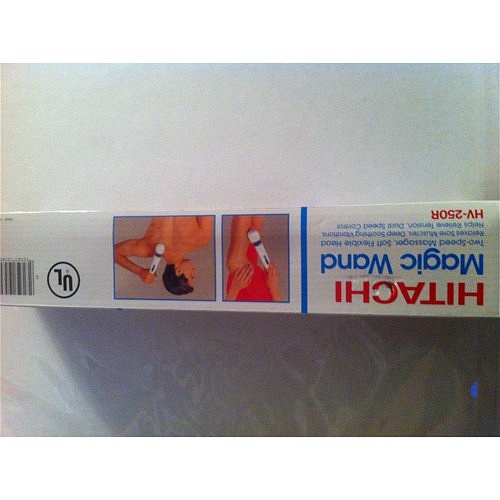 HITACHI
Magic Wand
Two-Speed Massager, Soft Flexible Head
Relaxes Sore Muscles, Deep Soothing Vibrations
Helps Relieve Tension, Dual Speed Control
HV-250R
UL